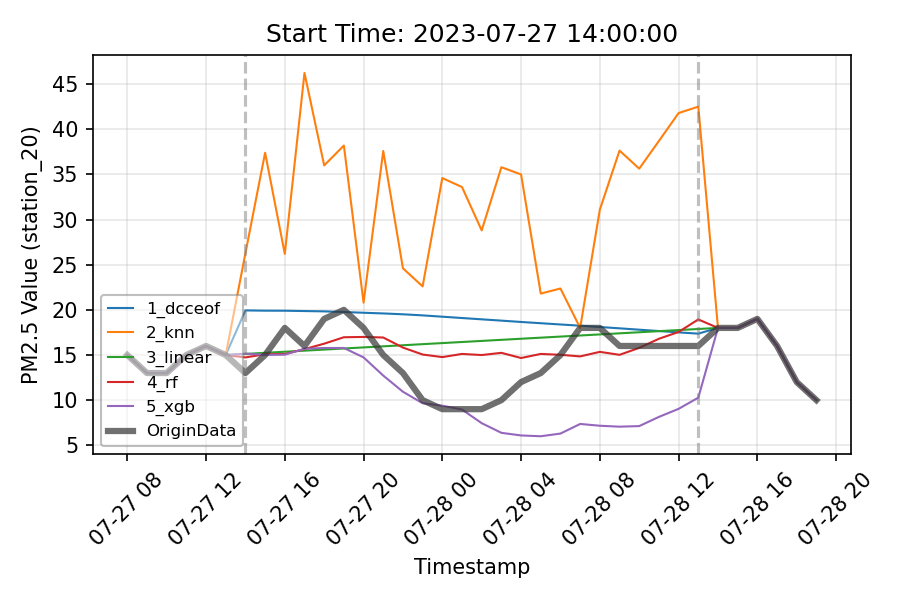 Start Time: 2023-07-27 14:00:00
PM2.5 Value (station_20)
45
40
35
30
25
20
15
10
5
1_dcceof
2_knn
3_linear
4_rf
5_xgb
OriginData
07-27 08
07-27 12
07-27 16
07-27 20
07-28 00
07-28 04
07-28 08
07-28 12
07-28 16
07-28 20
Timestamp